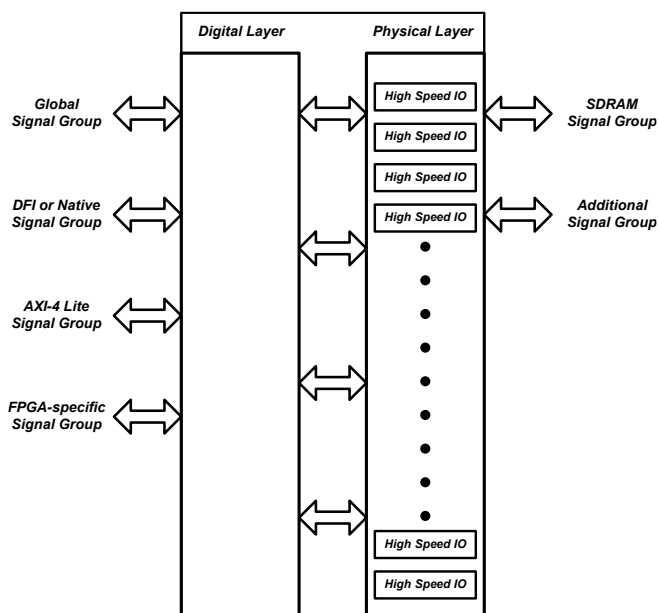 Digital Layer
Physical Layer
Global
Signal Group
DFI or Native
Signal Group
AXI-4 Lite
Signal Group
FPGA-specific
Signal Group
High Speed IO
High Speed IO
High Speed IO
High Speed IO
High Speed IO
High Speed IO
SDRAM
Signal Group
Additional
Signal Group